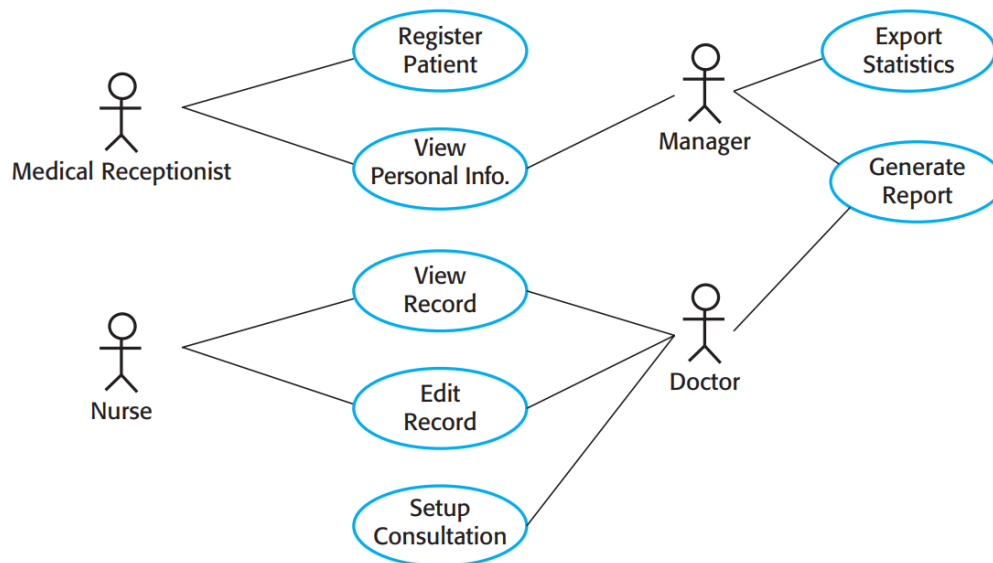 Register
Patient
Export
Statistics
Medical Receptionist
View
Personal Info.
Manager
Generate
Report
View
Record
Nurse
Edit
Record
Doctor
Setup
Consultation